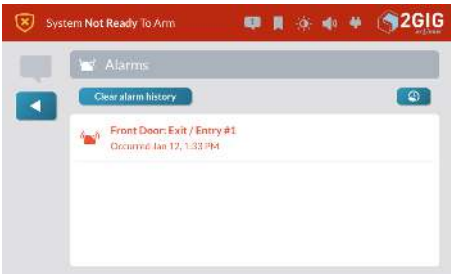 System Not Ready To Arm
2GIG
Alarms
Clear alarm history
Front Door: Exit / Entry #1
Occurred Jan 12, 1:33 PM